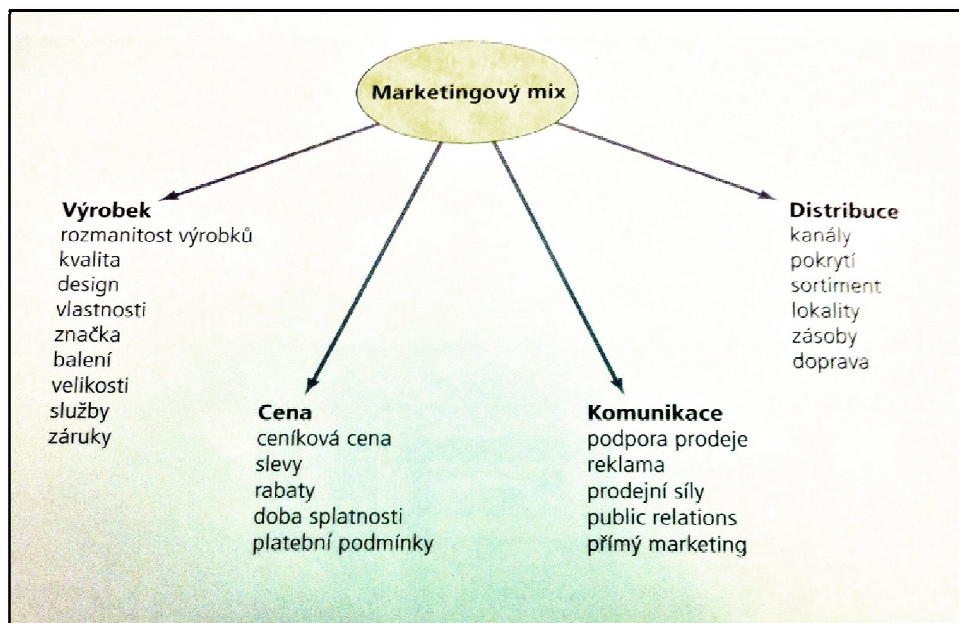 Marketingový mix
Výrobek
rozmanitost výrobků
kvalita
design
vlastnosti
značka
balení
velikosti
služby
záruky
Cena
ceníková cena
slevy
rabaty
doba splatnosti
platební podmínky
Komunikace
podpora prodeje
reklama
prodejní síly
public relations
přímý marketing
Distribuce
kanály
pokrytí
sortiment
lokality
zásoby
doprava